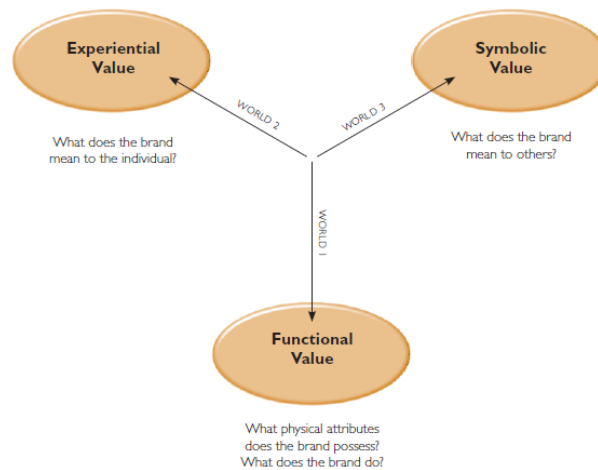 Experiential
Value
Symbolic
Value
WORLD 2
WORLD 3
What does the brand
mean to the individual?
What does the brand
mean to others?
WORLD 1
Functional
Value
What physical attributes
does the brand possess?
What does the brand do?